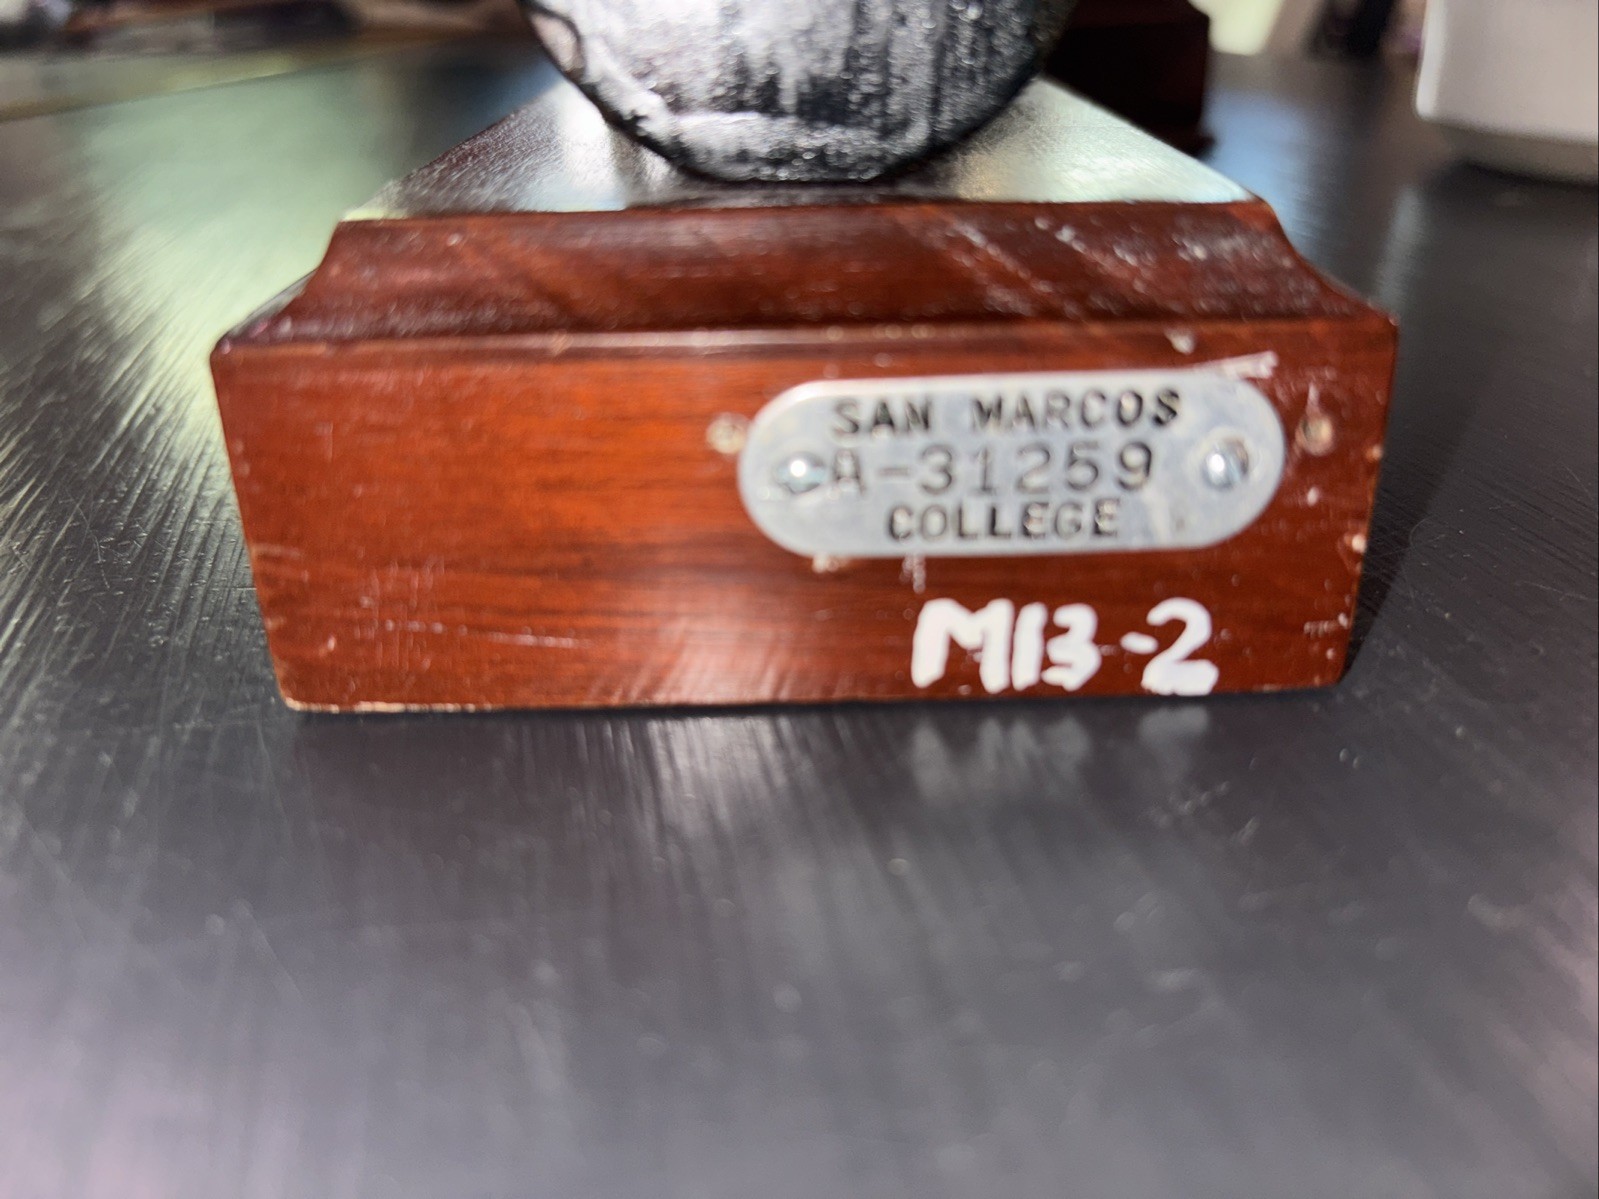 SAN MARCOS
A-31259
COLLEGE
M13-2